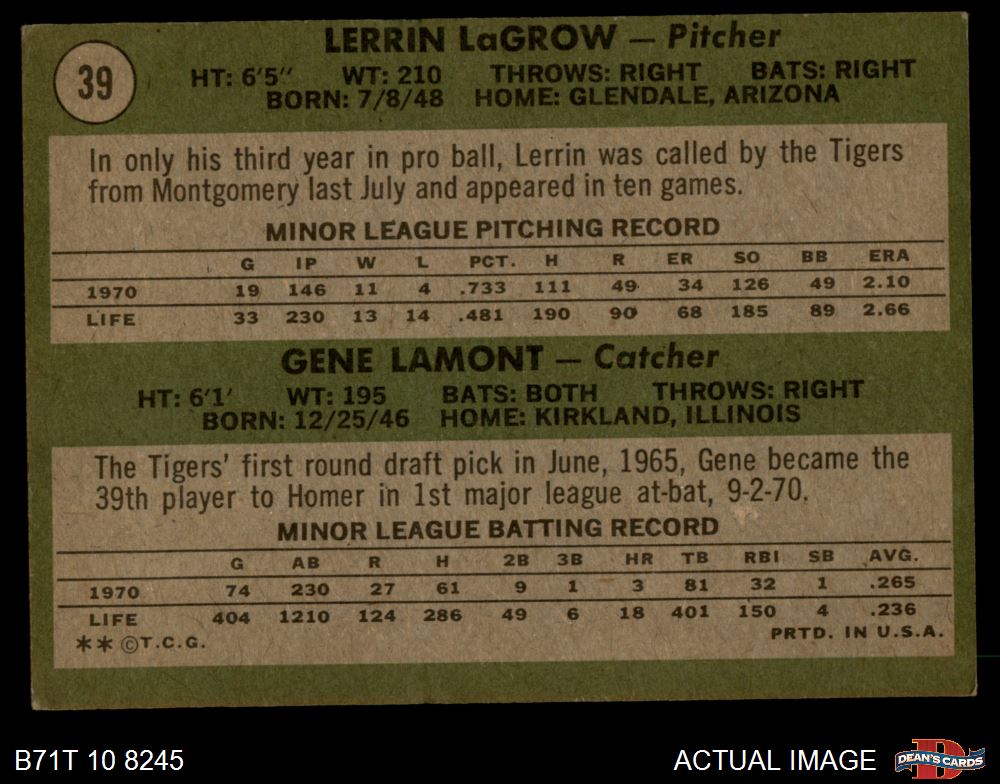 39
LERRIN LaGROW — Pitcher
HT: 6'5" WT: 210 THROWS: RIGHT BATS: RIGHT
BORN: 7/8/48 HOME: GLENDALE, ARIZONA
In only his third year in pro ball, Lerrin was called by the Tigers
from Montgomery last July and appeared in ten games.
MINOR LEAGUE PITCHING RECORD
G IP W L PCT. H R ER SO BB ERA
1970 19 146 11 4 .733 111 49 34 126 49 2.10
LIFE 33 230 13 14 .481 190 90 68 185 89 2.66
GENE LAMONT — Catcher
HT: 6'1' WT: 195 BATS: BOTH THROWS: RIGHT
BORN: 12/25/46 HOME: KIRKLAND, ILLINOIS
The Tigers' first round draft pick in June, 1965, Gene became the
39th player to Homer in 1st major league at-bat, 9-2-70.
MINOR LEAGUE BATTING RECORD
G AB R H 2B 3B HR TB RBI SB AVG.
1970 74 230 27 61 9 1 3 81 32 1 .265
LIFE 404 1210 124 286 49 6 18 401 150 4 .236
**©T.C.G. PRTD. IN U.S.A.
B71T 10 8245 ACTUAL IMAGE D DEAN'S CARDS